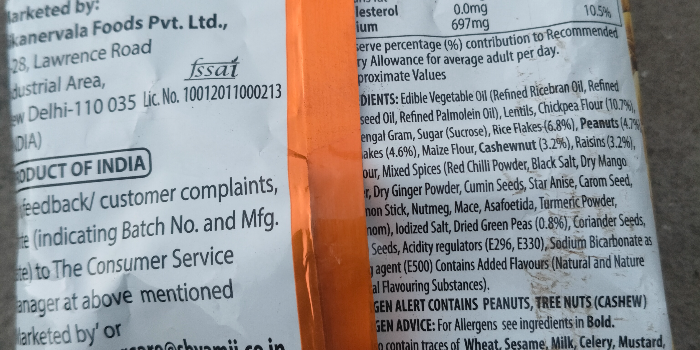 Marketed by:
kanervala Foods Pvt. Ltd.,
28, Lawrence Road
dustrial Area,
fssai
w Delhi-110 035 Lic. No. 10012011000213
DIA)
ODUCT OF INDIA
feedback/ customer complaints,
(indicating Batch No. and Mfg.
te) to The Consumer Service
anager at above mentioned
Marketed by' or
lesterol 0.0mg
ium 697mg 10.5%
serve percentage (%) contribution to Recommended
ry Allowance for average adult per day.
proximate Values
DIENTS: Edible Vegetable Oil (Refined Ricebran Oil, Refined
seed Oil, Refined Palmolein Oil), Lentils, Chickpea Flour (10.7%),
engal Gram, Sugar (Sucrose), Rice Flakes (6.8%), Peanuts (4.7%)
akes (4.6%), Maize Flour, Cashewnut (3.2%), Raisins (3.2%),
our, Mixed Spices (Red Chilli Powder, Black Salt, Dry Mango
r, Dry Ginger Powder, Cumin Seeds, Star Anise, Carom Seed,
non Stick, Nutmeg, Mace, Asafoetida, Turmeric Powder,
nom), Iodized Salt, Dried Green Peas (0.8%), Coriander Seeds,
Seeds, Acidity regulators (E296, E330), Sodium Bicarbonate as
agent (E500) Contains Added Flavours (Natural and Nature
al Flavouring Substances).
GEN ALERT CONTAINS PEANUTS, TREE NUTS (CASHEW)
GEN ADVICE: For Allergens see ingredients in Bold.
contain traces of Wheat, Sesame, Milk, Celery, Mustard,